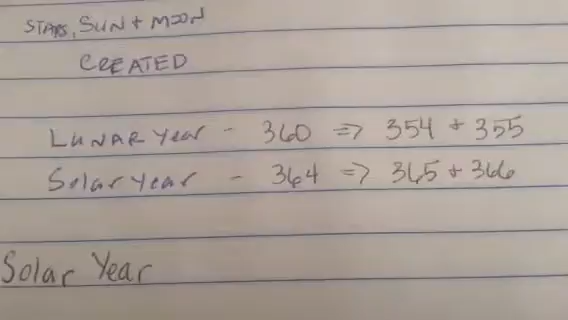 STARS, SUN + MOON
CREATED
LUNAR Year - 360 => 354 + 355
Solar year - 364 => 365 + 366
Solar Year